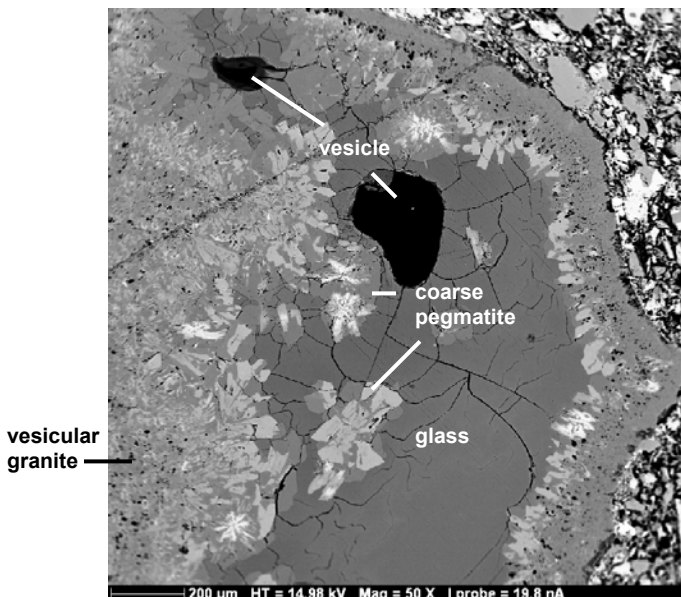 vesicle
coarse
pegmatite
glass
vesicular
granite
200 µm HT = 14.98 kV Mag = 50 X I probe = 19.8 nA